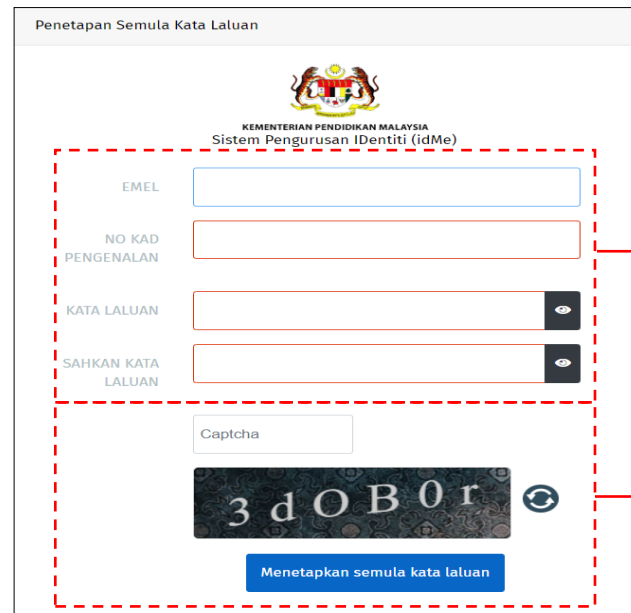 Penetapan Semula Kata Laluan
KEMENTERIAN PENDIDIKAN MALAYSIA
Sistem Pengurusan IDentiti (idMe)
EMEL
NO KAD
PENGENALAN
KATA LALUAN
SAHKAN KATA
LALUAN
Captcha
3dOB0r
Menetapkan semula kata laluan